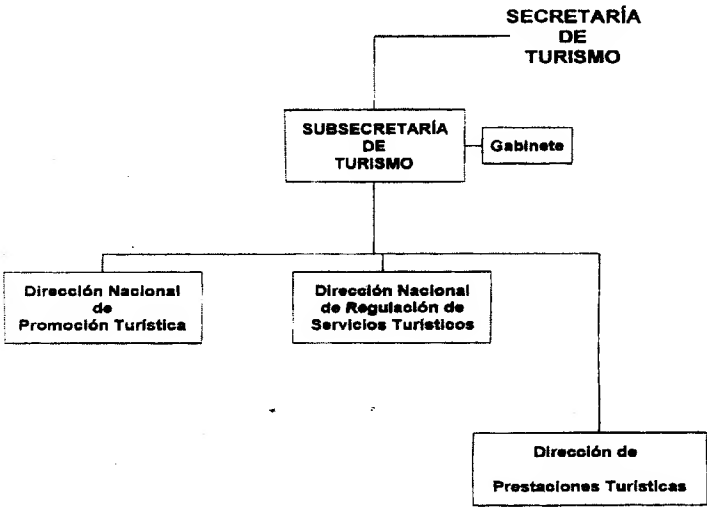 SECRETARÍA
DE
TURISMO
SUBSECRETARÍA
DE
TURISMO
Gabinete
Dirección Nacional
de
Promoción Turística
Dirección Nacional
de Regulación de
Servicios Turísticos
Dirección de
Prestaciones Turísticas